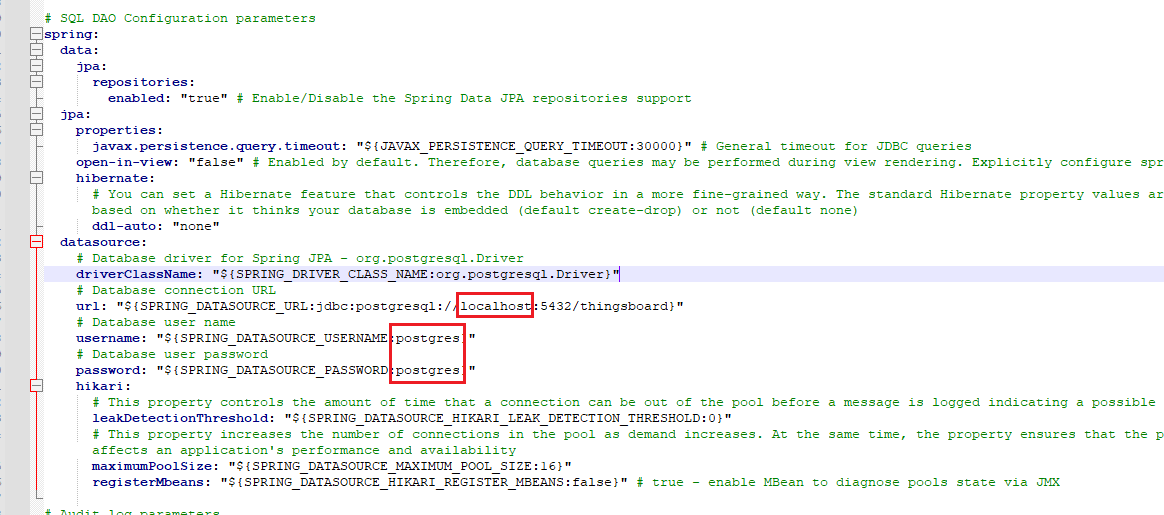 # SQL DAO Configuration parameters
spring:
data:
jpa:
repositories:
enabled: "true" # Enable/Disable the Spring Data JPA repositories support
jpa:
properties:
javax.persistence.query.timeout: "${JAVAX_PERSISTENCE_QUERY_TIMEOUT:30000}" # General timeout for JDBC queries
open-in-view: "false" # Enabled by default. Therefore, database queries may be performed during view rendering. Explicitly configure spr
hibernate:
# You can set a Hibernate feature that controls the DDL behavior in a more fine-grained way. The standard Hibernate property values ar
based on whether it thinks your database is embedded (default create-drop) or not (default none)
ddl-auto: "none"
datasource:
# Database driver for Spring JPA - org.postgresql.Driver
driverClassName: "${SPRING_DRIVER_CLASS_NAME:org.postgresql.Driver}"
# Database connection URL
url: "${SPRING_DATASOURCE_URL:jdbc:postgresql://localhost:5432/thingsboard}"
# Database user name
username: "${SPRING_DATASOURCE_USERNAME:postgres}"
# Database user password
password: "${SPRING_DATASOURCE_PASSWORD:postgres}"
hikari:
# This property controls the amount of time that a connection can be out of the pool before a message is logged indicating a possible
leakDetectionThreshold: "${SPRING_DATASOURCE_HIKARI_LEAK_DETECTION_THRESHOLD:0}"
# This property increases the number of connections in the pool as demand increases. At the same time, the property ensures that the p
affects an application's performance and availability
maximumPoolSize: "${SPRING_DATASOURCE_MAXIMUM_POOL_SIZE:16}"
registerMbeans: "${SPRING_DATASOURCE_HIKARI_REGISTER_MBEANS:false}" # true - enable MBean to diagnose pools state via JMX
# Audit log parameters